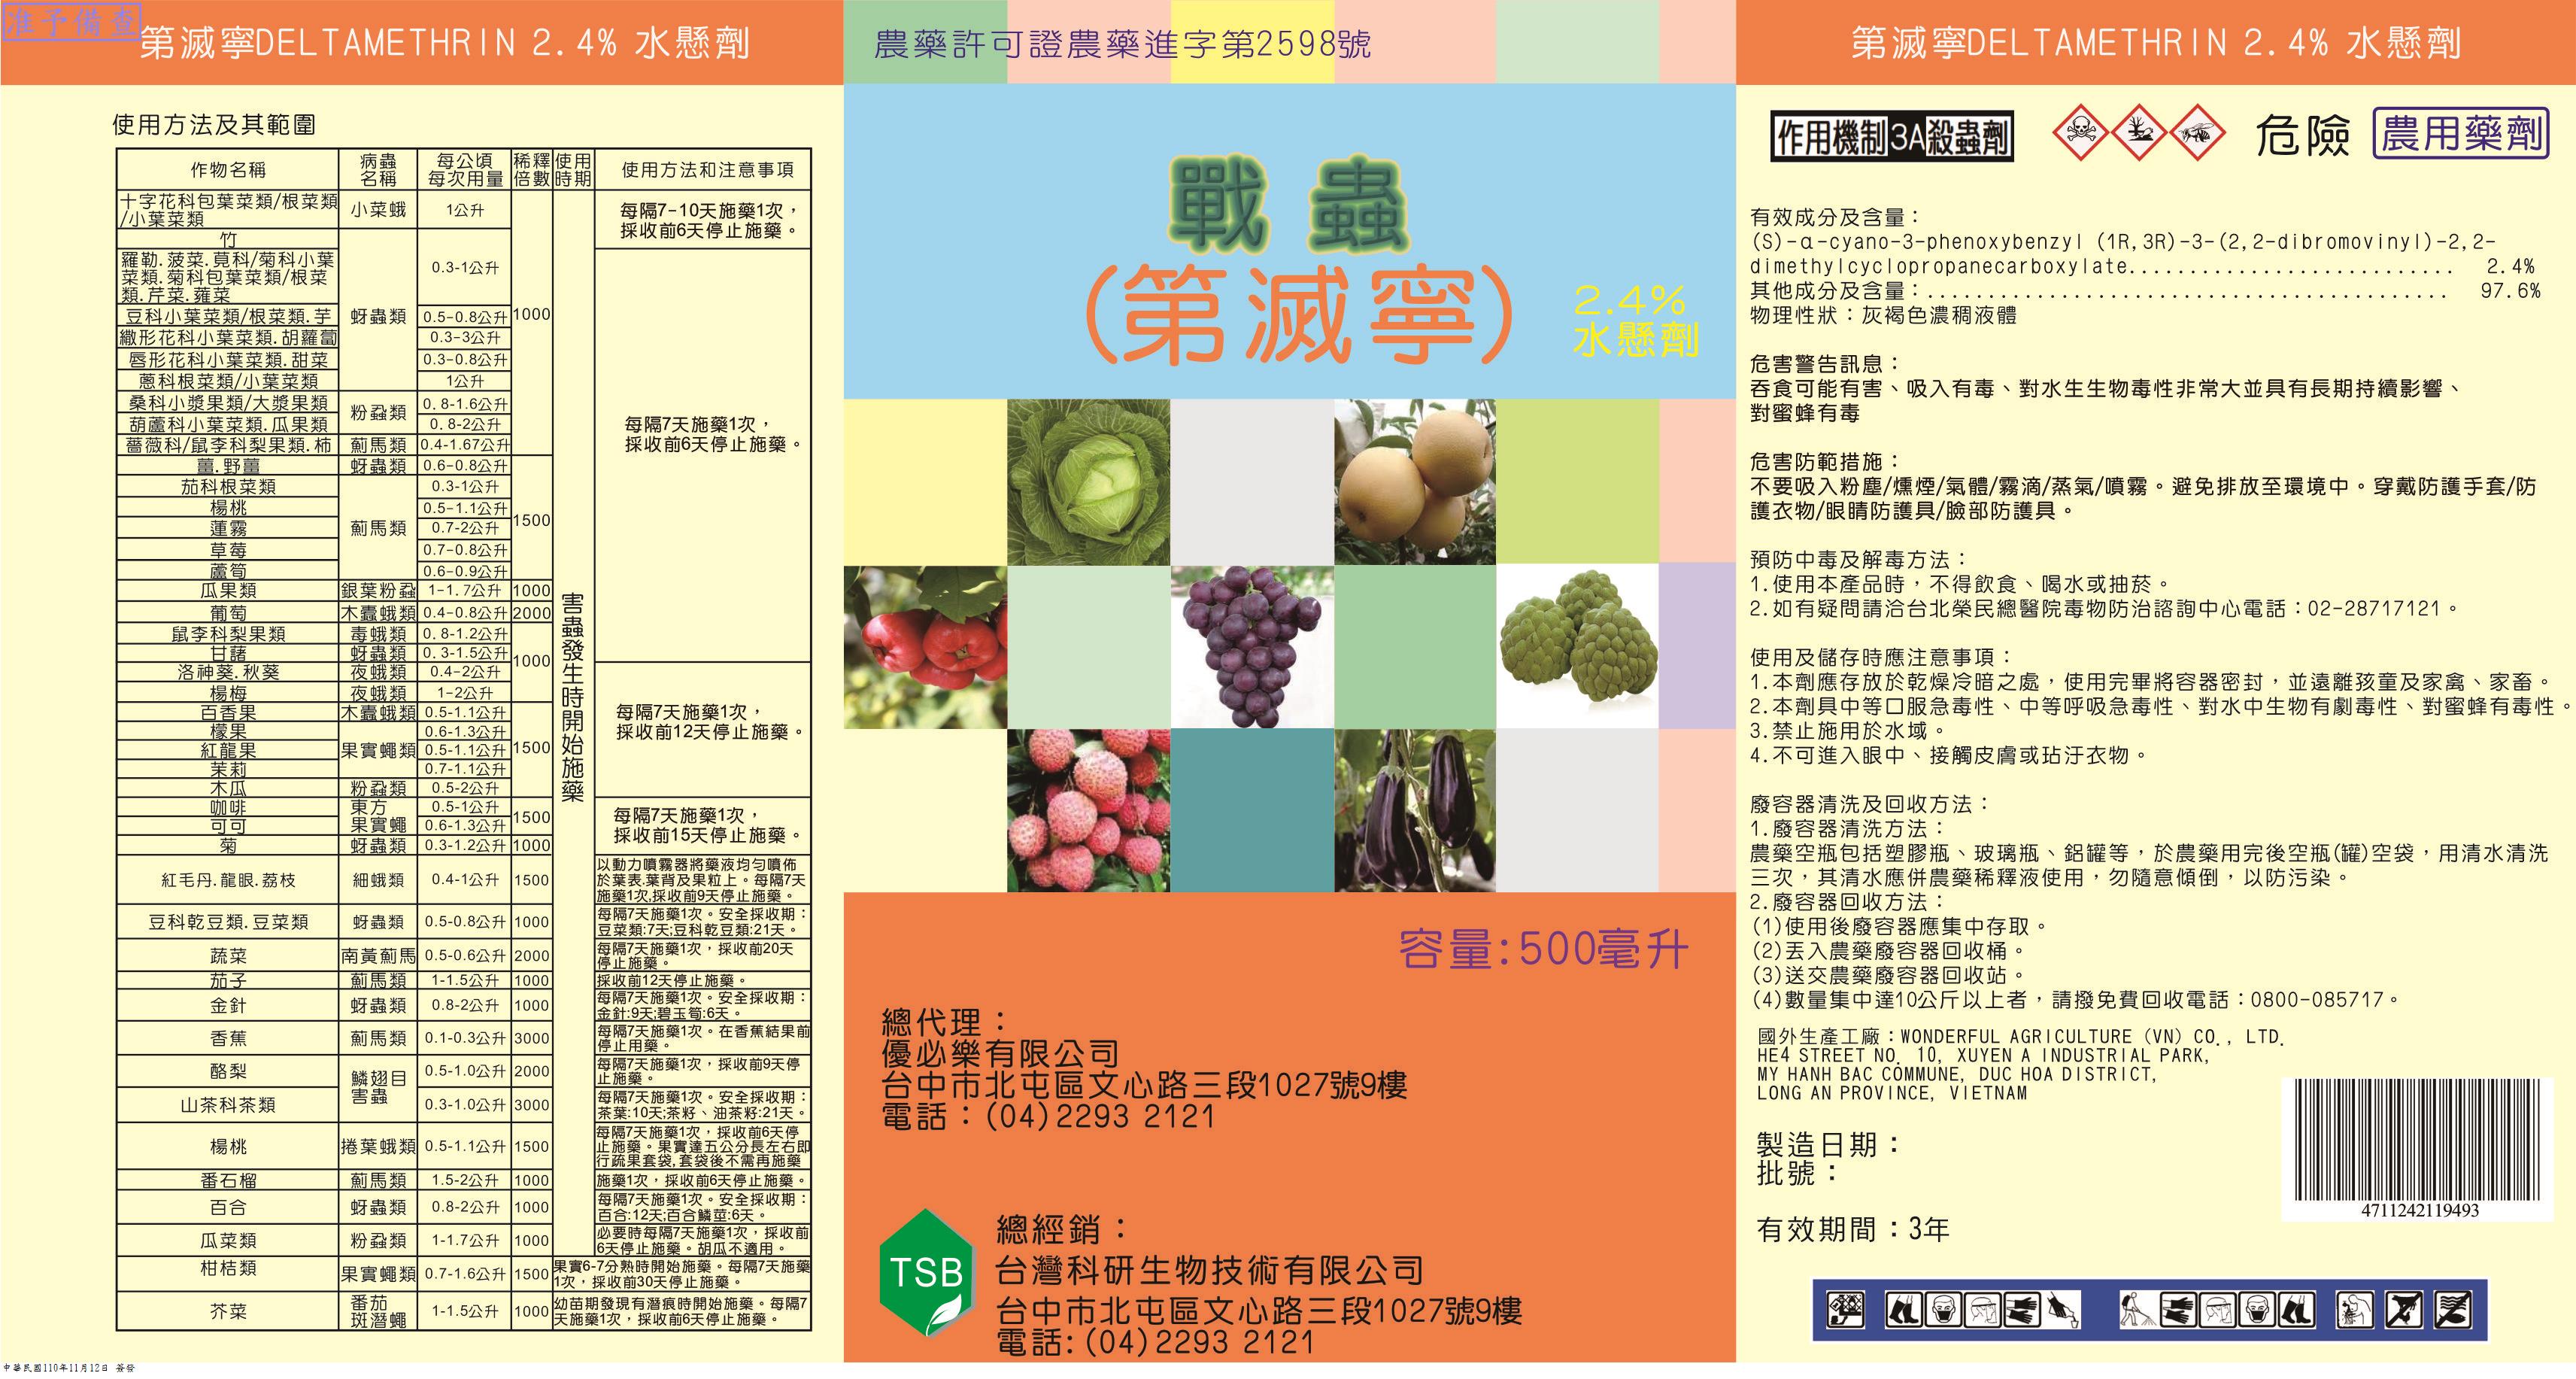 准予備查
第滅寧DELTAMETHRIN 2.4% 水懸劑
使用方法及其範圍
作物名稱 病蟲名稱 每公頃每次用量 稀釋倍數 使用時期 使用方法和注意事項
十字花科包葉菜類/根菜類/小葉菜類 小菜蛾 1公升 1000 害蟲發生時開始施藥 每隔7-10天施藥1次，採收前6天停止施藥。
竹 蚜蟲類 0.3-1公升 每隔7天施藥1次，採收前6天停止施藥。
羅勒.菠菜.莧科/菊科小葉菜類.菊科包葉菜類/根菜類.芹菜.蕹菜
豆科小葉菜類/根菜類.芋 0.5-0.8公升
繖形花科小葉菜類.胡蘿蔔 0.3-3公升
唇形花科小葉菜類.甜菜 0.3-0.8公升
蔥科根菜類/小葉菜類 1公升
桑科小漿果類/大漿果類 粉蝨類 0.8-1.6公升
葫蘆科小葉菜類.瓜果類 0.8-2公升
薔薇科/鼠李科梨果類.柿 薊馬類 0.4-1.67公升
薑.野薑 蚜蟲類 0.6-0.8公升 1500
茄科根菜類 薊馬類 0.3-1公升
楊桃 0.5-1.1公升
蓮霧 0.7-2公升
草莓 0.7-0.8公升
蘆筍 0.6-0.9公升
瓜果類 銀葉粉蝨 1-1.7公升 1000
葡萄 木蠹蛾類 0.4-0.8公升 2000
鼠李科梨果類 毒蛾類 0.8-1.2公升 1000
甘藷 蚜蟲類 0.3-1.5公升
洛神葵.秋葵 夜蛾類 0.4-2公升 每隔7天施藥1次，採收前12天停止施藥。
楊梅 夜蛾類 1-2公升
百香果 木蠹蛾類 0.5-1.1公升 1500
檬果 果實蠅類 0.6-1.3公升
紅龍果 0.5-1.1公升
茉莉 0.7-1.1公升
木瓜 粉蝨類 0.5-2公升
咖啡 東方果實蠅 0.5-1公升 1500 每隔7天施藥1次，採收前15天停止施藥。
可可 0.6-1.3公升
菊 蚜蟲類 0.3-1.2公升 1000
紅毛丹.龍眼.荔枝 細蛾類 0.4-1公升 1500 以動力噴霧器將藥液均勻噴佈於葉表.葉背及果粒上。每隔7天施藥1次,採收前9天停止施藥。
豆科乾豆類.豆菜類 蚜蟲類 0.5-0.8公升 1000 每隔7天施藥1次。安全採收期：豆菜類:7天;豆科乾豆類:21天。
蔬菜 南黃薊馬 0.5-0.6公升 2000 每隔7天施藥1次，採收前20天停止施藥。
茄子 薊馬類 1-1.5公升 1000 採收前12天停止施藥。
金針 蚜蟲類 0.8-2公升 1000 每隔7天施藥1次。安全採收期：金針:9天;碧玉筍:6天。
香蕉 薊馬類 0.1-0.3公升 3000 每隔7天施藥1次。在香蕉結果前停止用藥。
酪梨 鱗翅目害蟲 0.5-1.0公升 2000 每隔7天施藥1次，採收前9天停止施藥。
山茶科茶類 0.3-1.0公升 3000 每隔7天施藥1次。安全採收期：茶葉:10天;茶籽、油茶籽:21天。
楊桃 捲葉蛾類 0.5-1.1公升 1500 每隔7天施藥1次，採收前6天停止施藥。果實達五公分長左右即行疏果套袋,套袋後不需再施藥
番石榴 薊馬類 1.5-2公升 1000 施藥1次，採收前6天停止施藥。
百合 蚜蟲類 0.8-2公升 1000 每隔7天施藥1次。安全採收期：百合:12天;百合鱗莖:6天。
瓜菜類 粉蝨類 1-1.7公升 1000 必要時每隔7天施藥1次，採收前6天停止施藥。胡瓜不適用。
柑桔類 果實蠅類 0.7-1.6公升 1500 果實6-7分熟時開始施藥。每隔7天施藥1次，採收前30天停止施藥。
芥菜 番茄斑潛蠅 1-1.5公升 1000 幼苗期發現有潛痕時開始施藥。每隔7天施藥1次，採收前6天停止施藥。
中華民國110年11月12日 簽發
農藥許可證農藥進字第2598號
戰蟲
(第滅寧)
2.4%
水懸劑
容量:500毫升
總代理：
優必樂有限公司
台中市北屯區文心路三段1027號9樓
電話：(04)2293 2121
TSB
總經銷：
台灣科研生物技術有限公司
台中市北屯區文心路三段1027號9樓
電話:(04)2293 2121
第滅寧DELTAMETHRIN 2.4% 水懸劑
作用機制3A殺蟲劑
危險
農用藥劑
有效成分及含量：
(S)-α-cyano-3-phenoxybenzyl (1R,3R)-3-(2,2-dibromovinyl)-2,2-
dimethylcyclopropanecarboxylate........................... 2.4%
其他成分及含量：........................................... 97.6%
物理性狀：灰褐色濃稠液體
危害警告訊息：
吞食可能有害、吸入有毒、對水生生物毒性非常大並具有長期持續影響、
對蜜蜂有毒
危害防範措施：
不要吸入粉塵/燻煙/氣體/霧滴/蒸氣/噴霧。避免排放至環境中。穿戴防護手套/防
護衣物/眼睛防護具/臉部防護具。
預防中毒及解毒方法：
1.使用本產品時，不得飲食、喝水或抽菸。
2.如有疑問請洽台北榮民總醫院毒物防治諮詢中心電話：02-28717121。
使用及儲存時應注意事項：
1.本劑應存放於乾燥冷暗之處，使用完畢將容器密封，並遠離孩童及家禽、家畜。
2.本劑具中等口服急毒性、中等呼吸急毒性、對水中生物有劇毒性、對蜜蜂有毒性。
3.禁止施用於水域。
4.不可進入眼中、接觸皮膚或玷汙衣物。
廢容器清洗及回收方法：
1.廢容器清洗方法：
農藥空瓶包括塑膠瓶、玻璃瓶、鋁罐等，於農藥用完後空瓶(罐)空袋，用清水清洗
三次，其清水應併農藥稀釋液使用，勿隨意傾倒，以防污染。
2.廢容器回收方法：
(1)使用後廢容器應集中存取。
(2)丟入農藥廢容器回收桶。
(3)送交農藥廢容器回收站。
(4)數量集中達10公斤以上者，請撥免費回收電話：0800-085717。
國外生產工廠：WONDERFUL AGRICULTURE (VN) CO., LTD.
HE4 STREET NO. 10, XUYEN A INDUSTRIAL PARK,
MY HANH BAC COMMUNE, DUC HOA DISTRICT,
LONG AN PROVINCE, VIETNAM
製造日期：
批號：
有效期間：3年
4711242119493